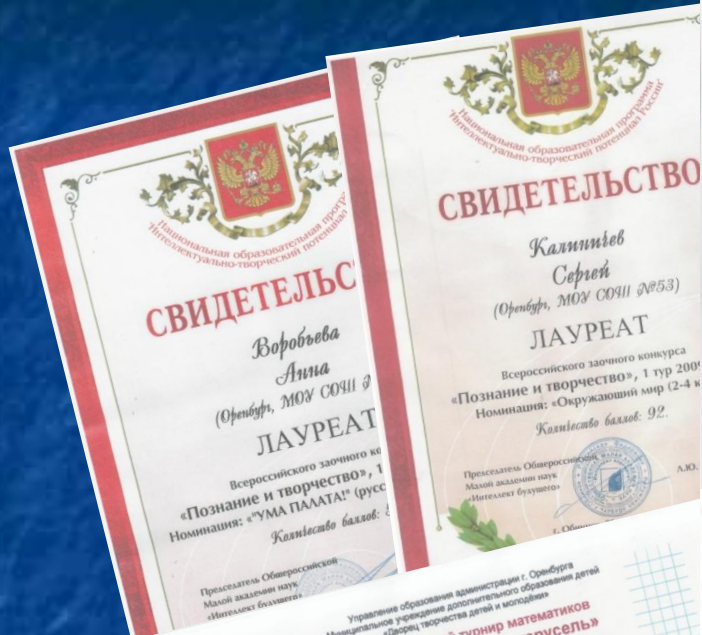 Национальная образовательная
"Интеллектуально-творческий потенциал
СВИДЕТЕЛЬС
Воробьева
Анна
(Оренбург, МОУ СОШ
ЛАУРЕАТ
Всероссийского заочного ко
«Познание и творчество», 1
Номинация: «"УМА ПАЛАТА!" (русс
Количество баллов:
Председатель Общероссийской
Малой академии наук
«Интеллект будущего»
Национальная образовательная программа
"Интеллектуально-творческий потенциал России"
СВИДЕТЕЛЬСТВО
Калиничев
Сергей
(Оренбург, МОУ СОШ №53)
ЛАУРЕАТ
Всероссийского заочного конкурса
«Познание и творчество», 1 тур 2009
Номинация: «Окружающий мир (2-4 к
Количество баллов: 92.
Председатель Общероссийской
Малой академии наук
«Интеллект будущего»
А.Ю.
Управление образования администрации г. Оренбурга
Муниципальное учреждение дополнительного образования детей
«Дворец творчества детей и молодёжи»
турнир математиков